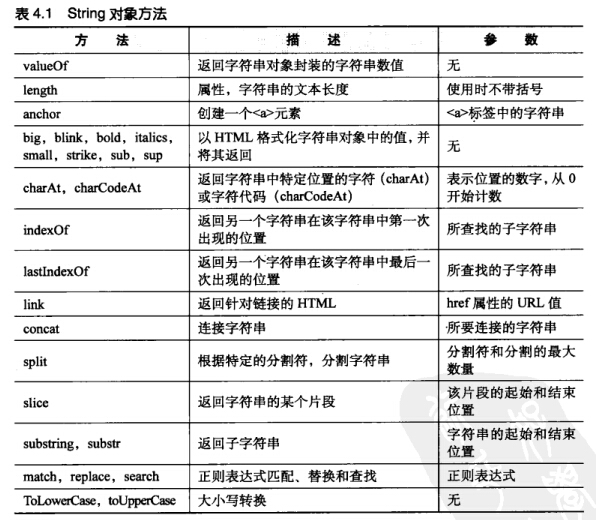 表 4.1 String 对象方法
方 法 描 述 参 数
valueOf 返回字符串对象封装的字符串数值 无
length 属性，字符串的文本长度 使用时不带括号
anchor 创建一个<a>元素 <a>标签中的字符串
big，blink，bold，italics， 以 HTML 格式化字符串对象中的值，并 无
small，strike，sub，sup 将其返回
charAt，charCodeAt 返回字符串中特定位置的字符（charAt） 表示位置的数字，从 0
或字符代码（charCodeAt） 开始计数
indexOf 返回另一个字符串在该字符串中第一次 所查找的子字符串
出现的位置
lastIndexOf 返回另一个字符串在该字符串中最后一 所查找的子字符串
次出现的位置
link 返回针对链接的 HTML href 属性的 URL 值
concat 连接字符串 所要连接的字符串
split 根据特定的分割符，分割字符串 分割符和分割的最大
数量
slice 返回字符串的某个片段 该片段的起始和结束
位置
substring，substr 返回子字符串 字符串的起始和结束
位置
match，replace，search 正则表达式匹配、替换和查找 正则表达式
ToLowerCase，toUpperCase 大小写转换 无